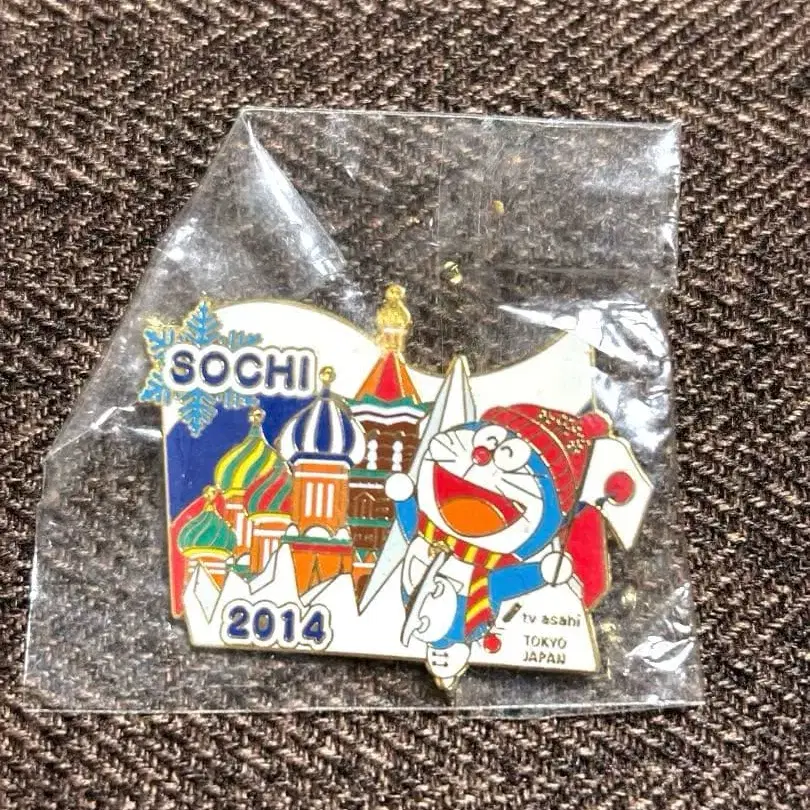 SOCHI
2014
tv asahi
TOKYO
JAPAN